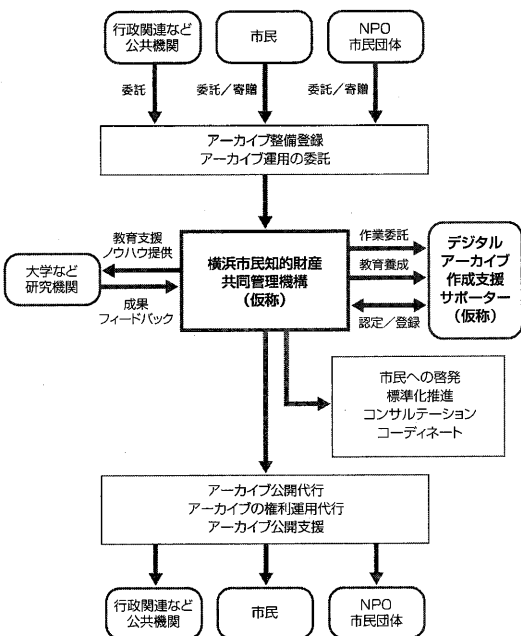 行政関連など
公共機関
市民
NPO
市民団体
委託
委託／寄贈
委託／寄贈
アーカイブ整備登録
アーカイブ運用の委託
教育支援
ノウハウ提供
大学など
研究機関
成果
フィードバック
横浜市民知的財産
共同管理機構
(仮称)
作業委託
教育養成
認定／登録
デジタル
アーカイブ
作成支援
サポーター
(仮称)
市民への啓発
標準化推進
コンサルテーション
コーディネート
アーカイブ公開代行
アーカイブの権利運用代行
アーカイブ公開支援
行政関連など
公共機関
市民
NPO
市民団体